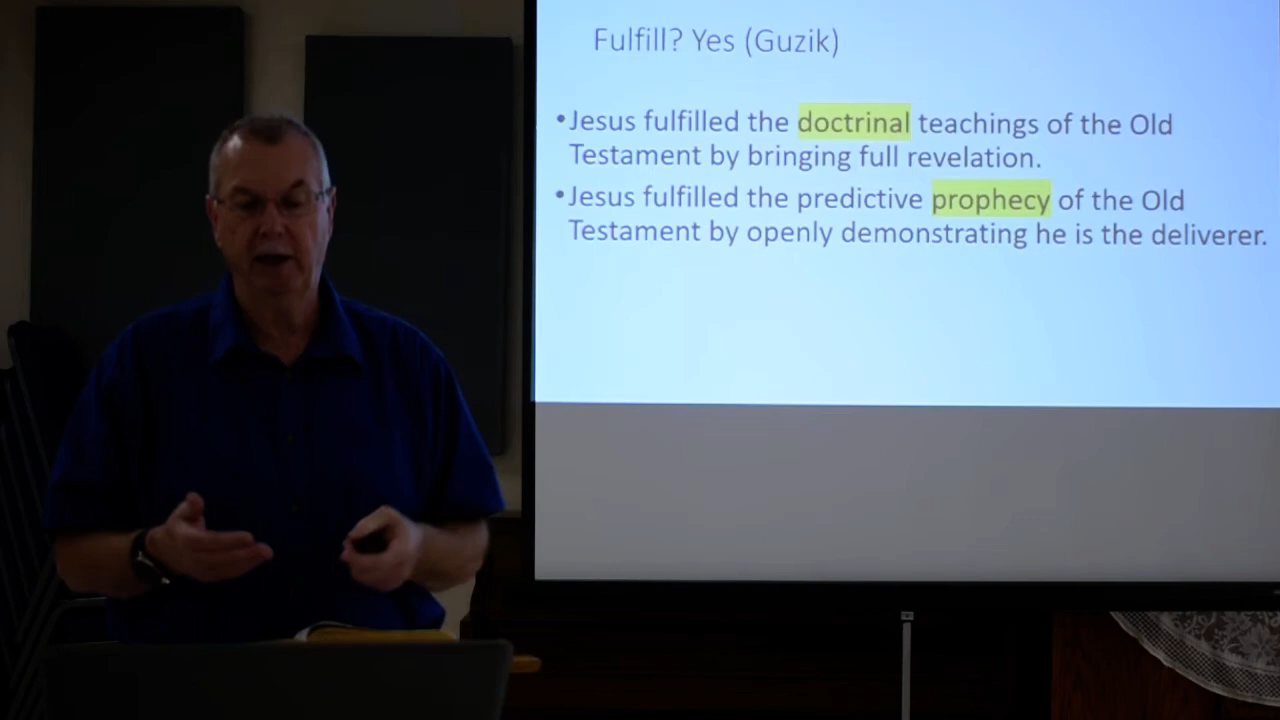 Fulfill? Yes (Guzik)
•Jesus fulfilled the doctrinal teachings of the Old
Testament by bringing full revelation.
•Jesus fulfilled the predictive prophecy of the Old
Testament by openly demonstrating he is the deliverer.